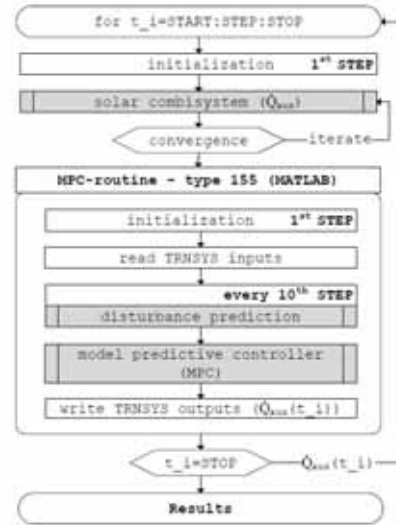 for t_i=START:STEP:STOP
initialization 1st STEP
solar combisystem (Q̇aux)
convergence iterate
MPC-routine - type 155 (MATLAB)
initialization 1st STEP
read TRNSYS inputs
every 10th STEP
disturbance prediction
model predictive controller
(MPC)
write TRNSYS outputs (Q̇aux(t_i))
t_i=STOP Q̇aux(t_i)
Results